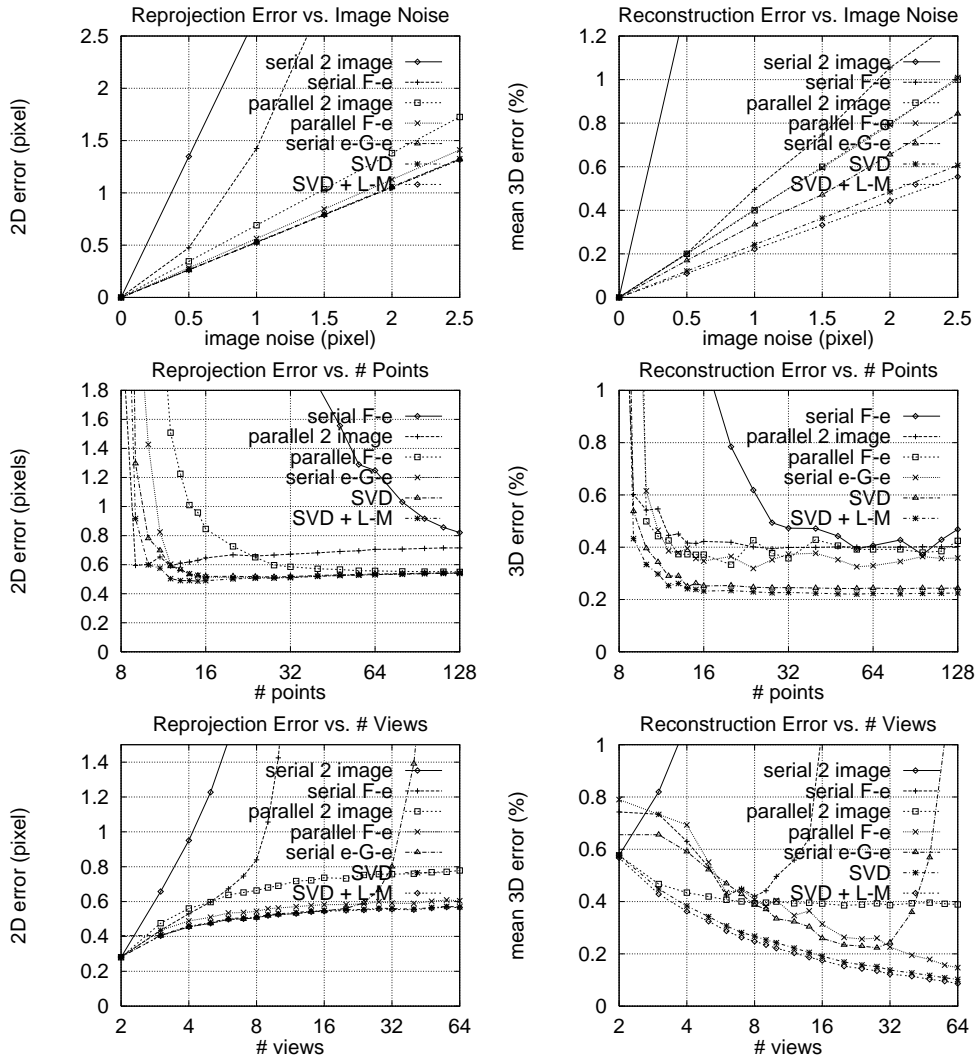 Reprojection Error vs. Image Noise
2D error (pixel)
2.5
2
1.5
1
0.5
0
serial 2 image
serial F-e
parallel 2 image
parallel F-e
serial e-G-e
SVD
SVD + L-M
0 0.5 1 1.5 2 2.5
image noise (pixel)
Reconstruction Error vs. Image Noise
mean 3D error (%)
1.2
1
0.8
0.6
0.4
0.2
0
serial 2 image
serial F-e
parallel 2 image
parallel F-e
serial e-G-e
SVD
SVD + L-M
0 0.5 1 1.5 2 2.5
image noise (pixel)
Reprojection Error vs. # Points
2D error (pixels)
1.8
1.6
1.4
1.2
1
0.8
0.6
0.4
0.2
0
serial F-e
parallel 2 image
parallel F-e
serial e-G-e
SVD
SVD + L-M
8 16 32 64 128
# points
Reconstruction Error vs. # Points
3D error (%)
1
0.8
0.6
0.4
0.2
0
serial F-e
parallel 2 image
parallel F-e
serial e-G-e
SVD
SVD + L-M
8 16 32 64 128
# points
Reprojection Error vs. # Views
2D error (pixel)
1.4
1.2
1
0.8
0.6
0.4
0.2
0
serial 2 image
serial F-e
parallel 2 image
parallel F-e
serial e-G-e
SVD
SVD + L-M
2 4 8 16 32 64
# views
Reconstruction Error vs. # Views
mean 3D error (%)
1
0.8
0.6
0.4
0.2
0
serial 2 image
serial F-e
parallel 2 image
parallel F-e
serial e-G-e
SVD
SVD + L-M
2 4 8 16 32 64
# views